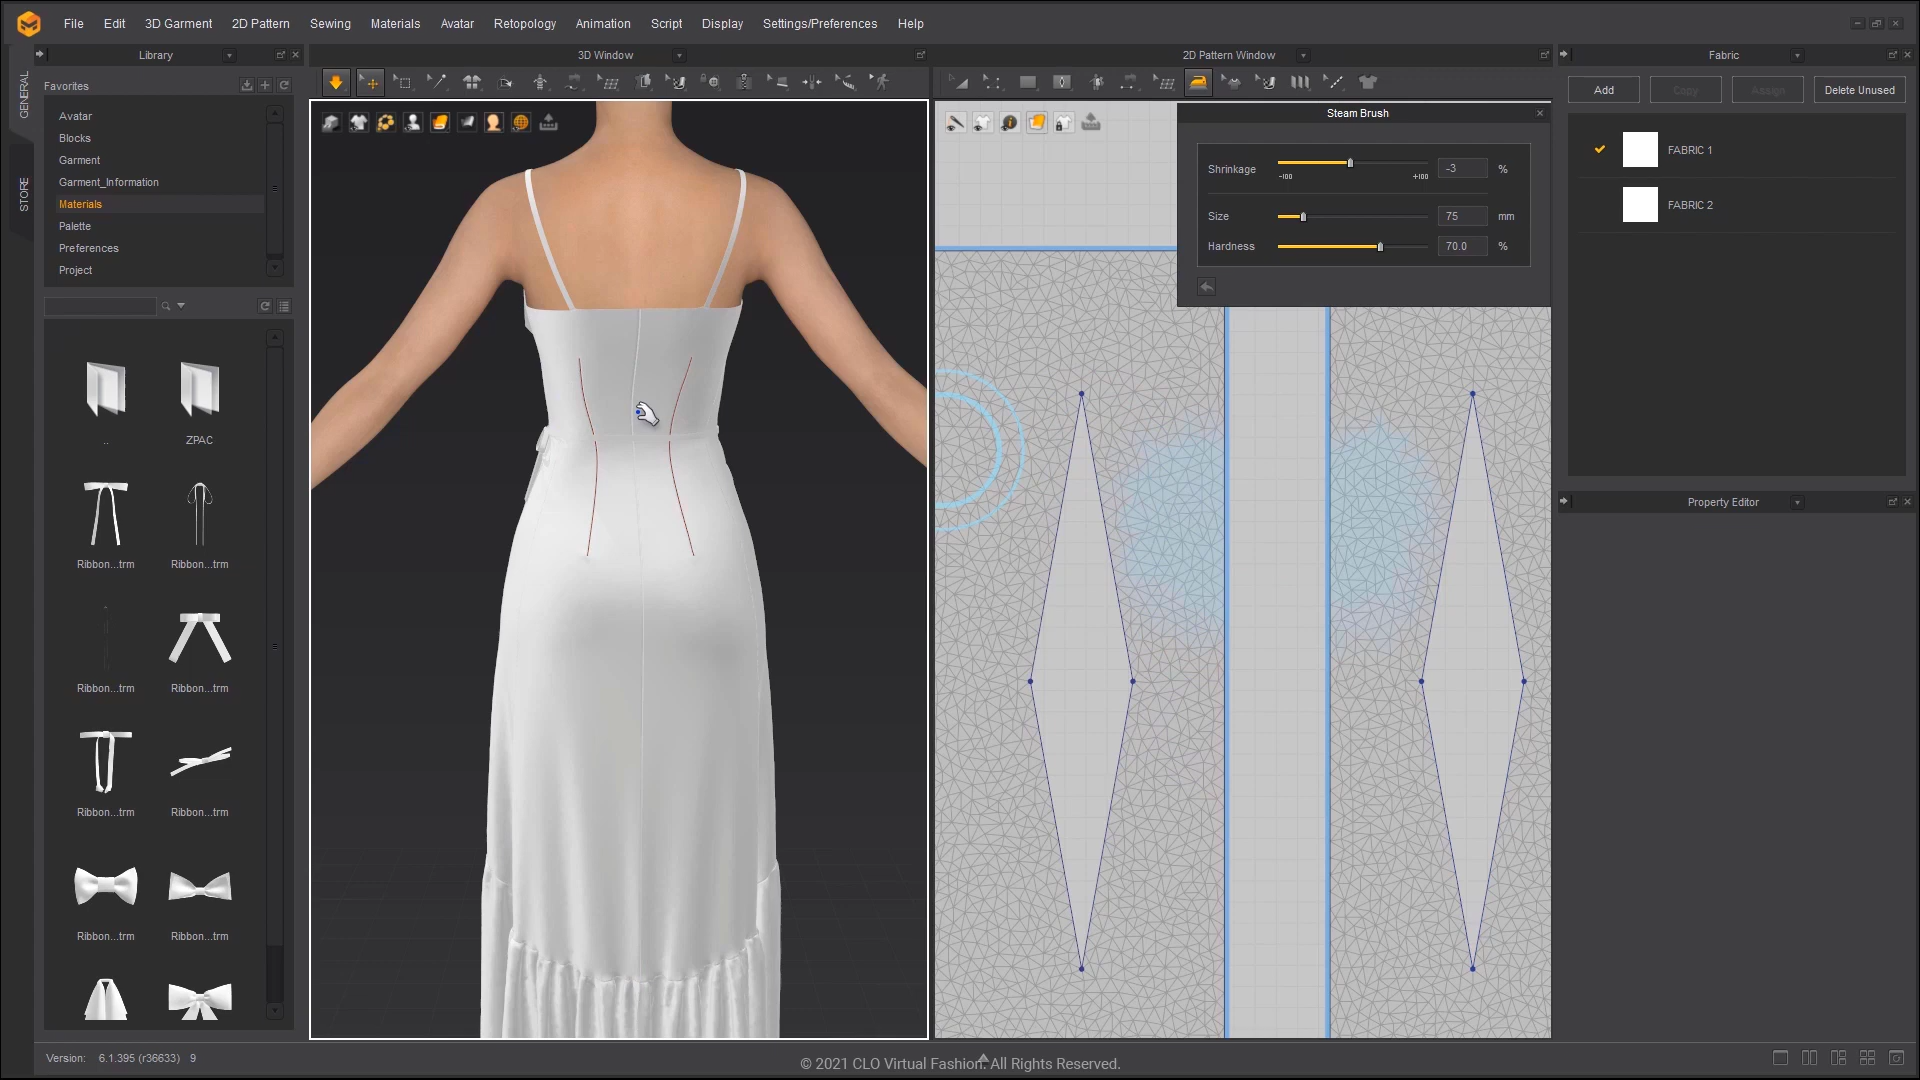 File Edit 3D Garment 2D Pattern Sewing Materials Avatar Retopology Animation Script Display Settings/Preferences Help
Library
3D Window
2D Pattern Window
Fabric
GENERAL
STORE
Favorites
Avatar
Blocks
Garment
Garment_Information
Materials
Palette
Preferences
Project
..
ZPAC
Ribbon...trm
Ribbon...trm
Ribbon...trm
Ribbon...trm
Ribbon...trm
Ribbon...trm
Ribbon...trm
Ribbon...trm
Steam Brush
Shrinkage -3 %
-100 +100
Size 75 mm
Hardness 70.0 %
Add Copy Assign Delete Unused
FABRIC 1
FABRIC 2
Property Editor
Version: 6.1.395 (r36633) 9
© 2021 CLO Virtual Fashion. All Rights Reserved.